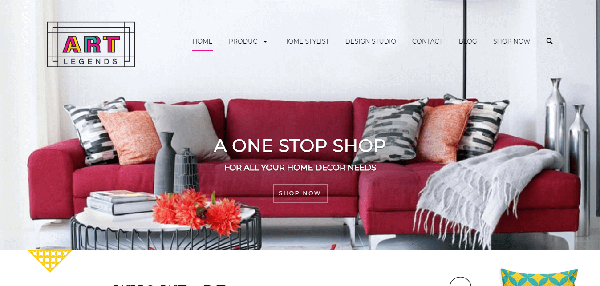 ART
LEGENDS
HOME PRODUCT HOME STYLIST DESIGN STUDIO CONTACT BLOG SHOP NOW
A ONE STOP SHOP
FOR ALL YOUR HOME DECOR NEEDS
SHOP NOW